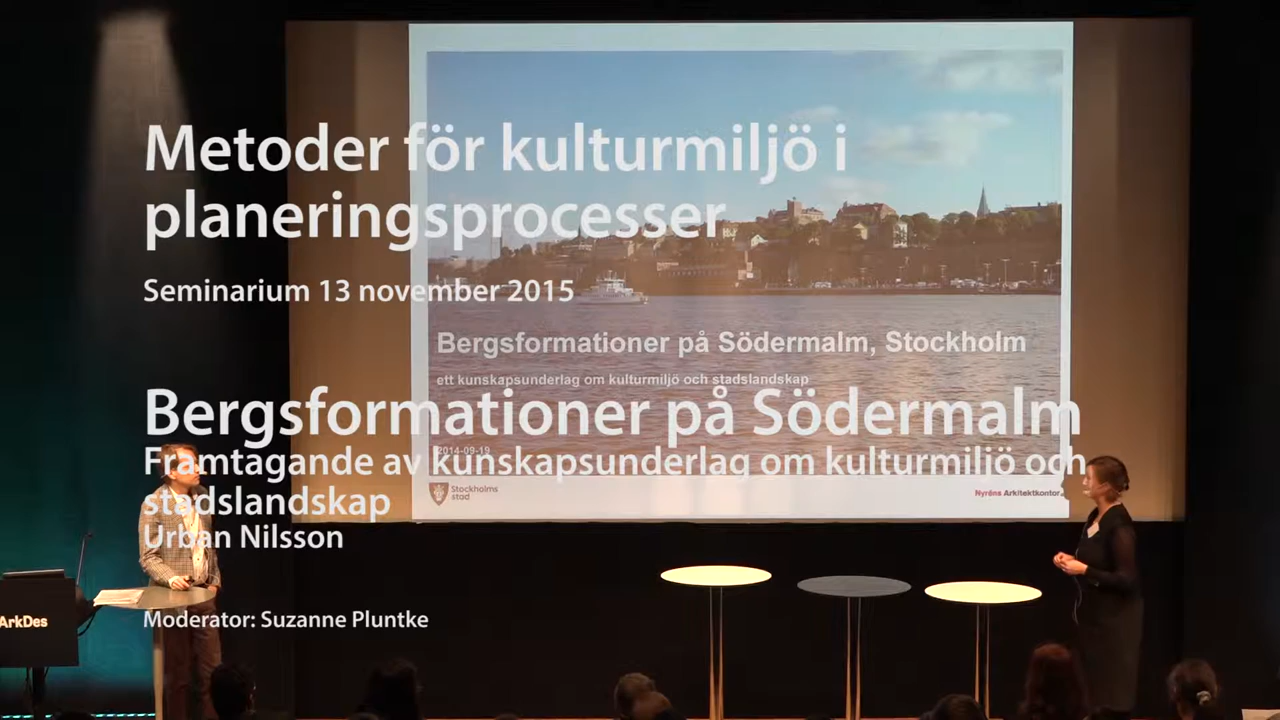 Metoder för kulturmiljö i
planeringsprocesser
Seminarium 13 november 2015
Bergsformationer på Södermalm, Stockholm
ett kunskapsunderlag om kulturmiljö och stadslandskap
Bergsformationer på Södermalm
2014-09-19
Framtagande av kunskapsunderlag om kulturmiljö och
stadslandskap
Urban Nilsson
Stockholms
stad
Nyréns Arkitektkontor
ArkDes
Moderator: Suzanne Pluntke